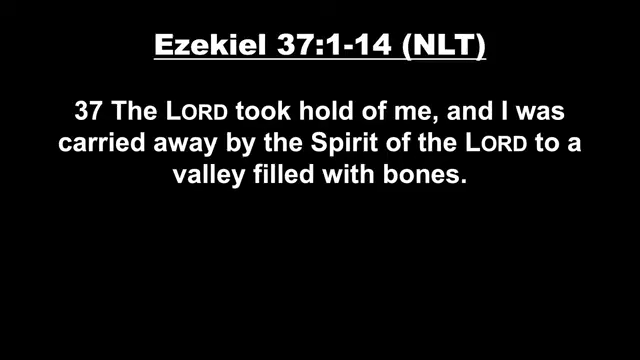 Ezekiel 37:1-14 (NLT)
37 The LORD took hold of me, and I was
carried away by the Spirit of the LORD to a
valley filled with bones.